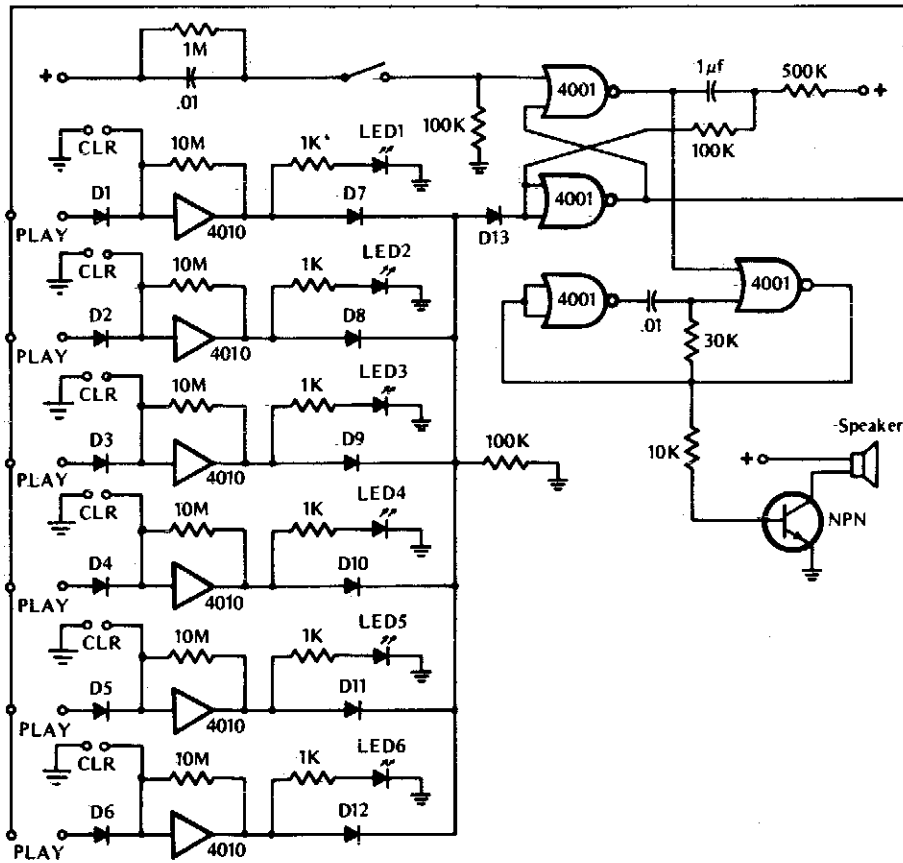 1M
+
.01
4001
1µf
500K
+
100K
100K
CLR
10M
1K
LED1
D1
D7
PLAY
4010
D13
4001
CLR
10M
1K
LED2
D2
D8
PLAY
4010
4001
.01
4001
30K
CLR
10M
1K
LED3
D3
D9
PLAY
4010
100K
10K
Speaker
+
NPN
CLR
10M
1K
LED4
D4
D10
PLAY
4010
CLR
10M
1K
LED5
D5
D11
PLAY
4010
CLR
10M
1K
LED6
D6
D12
PLAY
4010